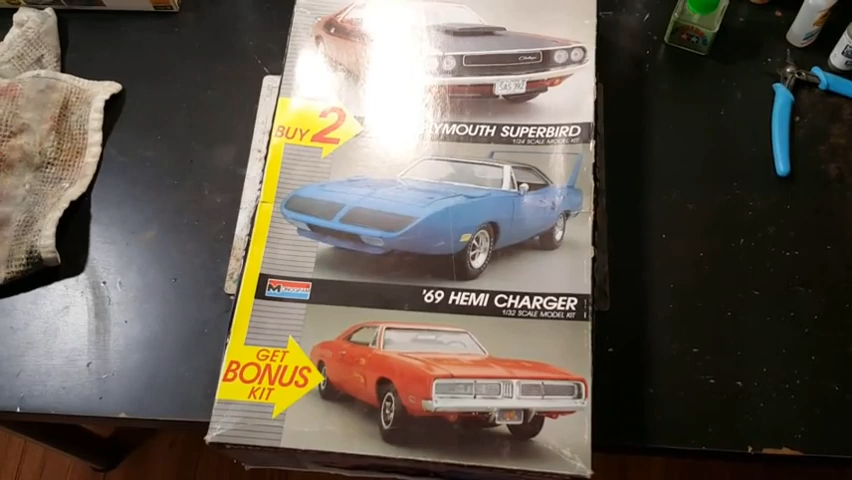 BUY 2
YMOUTH SUPERBIRD
1/24 SCALE MODEL KIT
MONOGRAM
'69 HEMI CHARGER
1/32 SCALE MODEL KIT
GET
BONUS
KIT